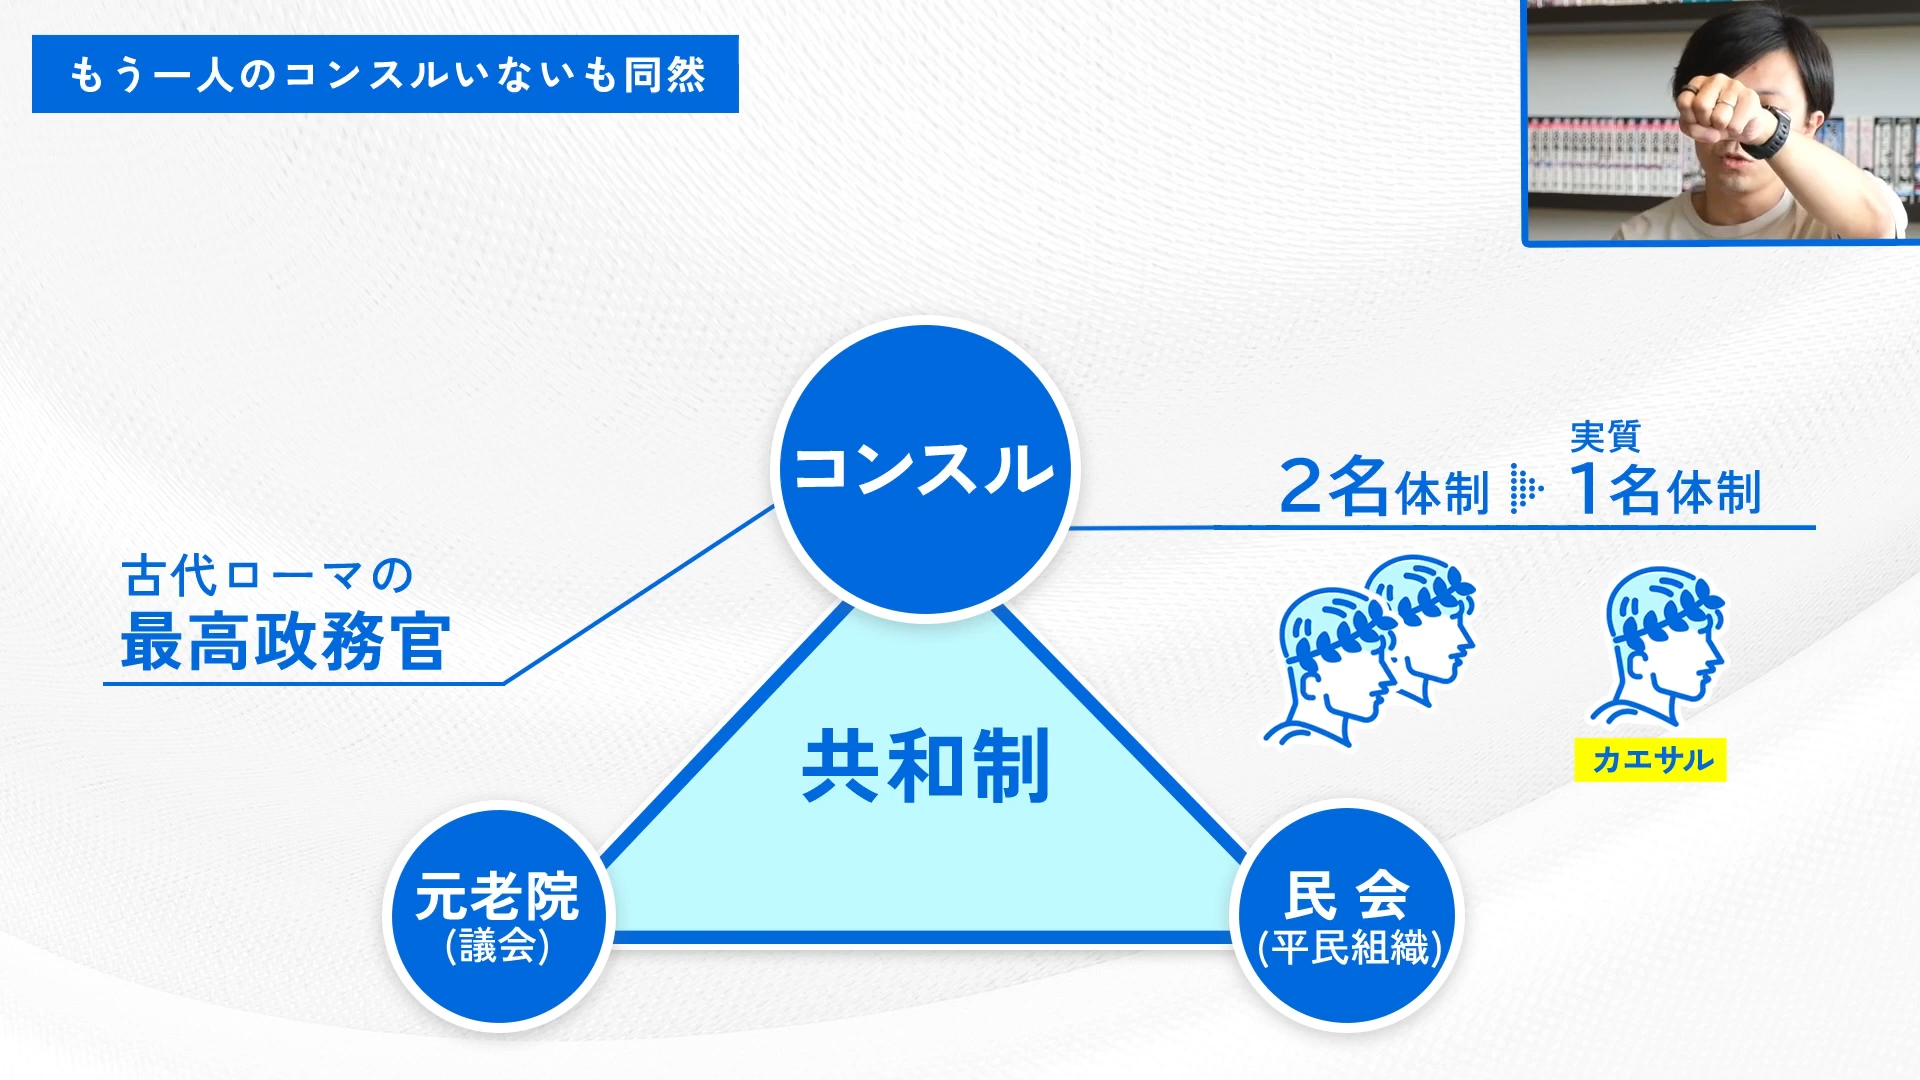 もう一人のコンスルいないも同然
コンスル
実質
2名体制 1名体制
古代ローマの
最高政務官
共和制
カエサル
元老院
(議会)
民会
(平民組織)